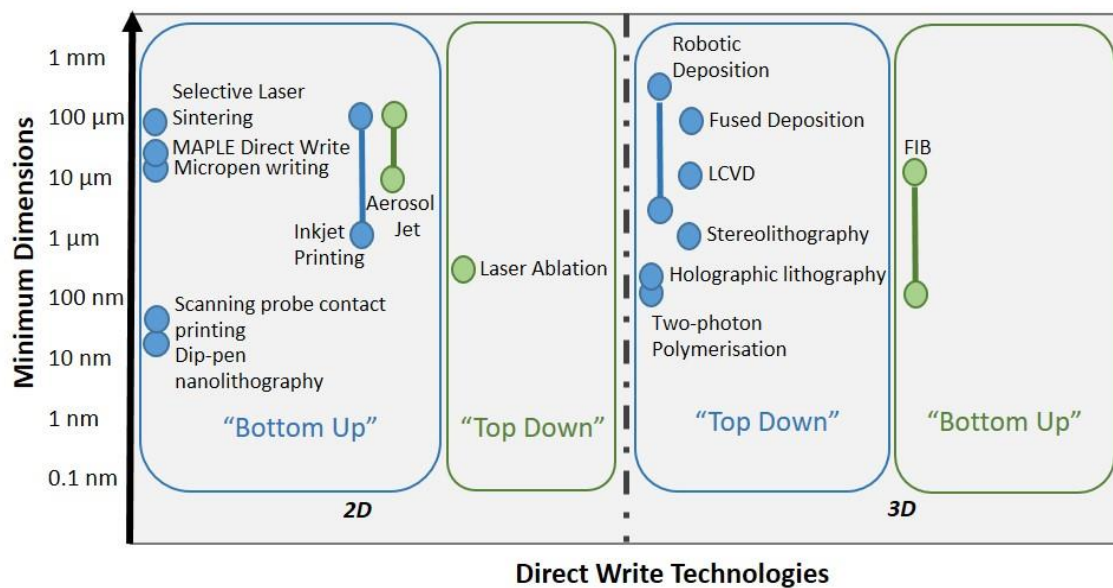 Minimum Dimensions
1 mm
100 µm
10 µm
1 µm
100 nm
10 nm
1 nm
0.1 nm
Selective Laser
Sintering
MAPLE Direct Write
Micropen writing
Inkjet
Printing
Aerosol
Jet
Scanning probe contact
printing
Dip-pen
nanolithography
"Bottom Up"
Laser Ablation
"Top Down"
2D
Robotic
Deposition
Fused Deposition
LCVD
Stereolithography
Holographic lithography
Two-photon
Polymerisation
"Top Down"
FIB
"Bottom Up"
3D
Direct Write Technologies